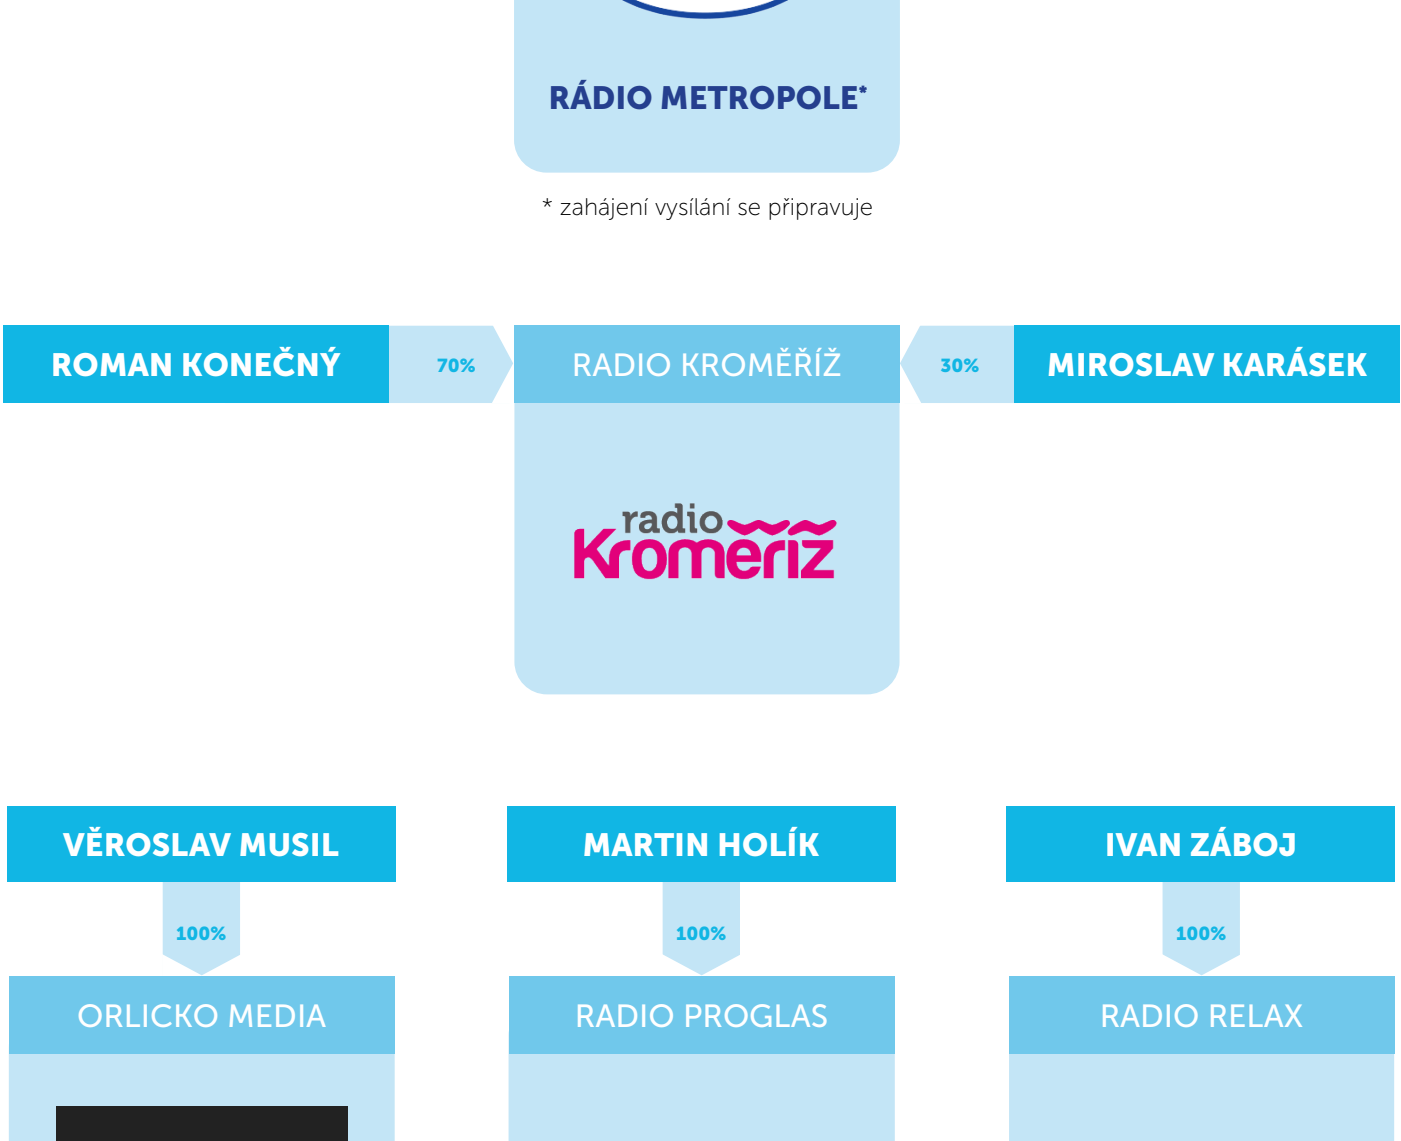 RÁDIO METROPOLE*
* zahájení vysílání se připravuje
ROMAN KONEČNÝ 70% RADIO KROMĚŘÍŽ 30% MIROSLAV KARÁSEK
radio
Kroměříž
VĚROSLAV MUSIL MARTIN HOLÍK IVAN ZÁBOJ
100% 100% 100%
ORLICKO MEDIA RADIO PROGLAS RADIO RELAX